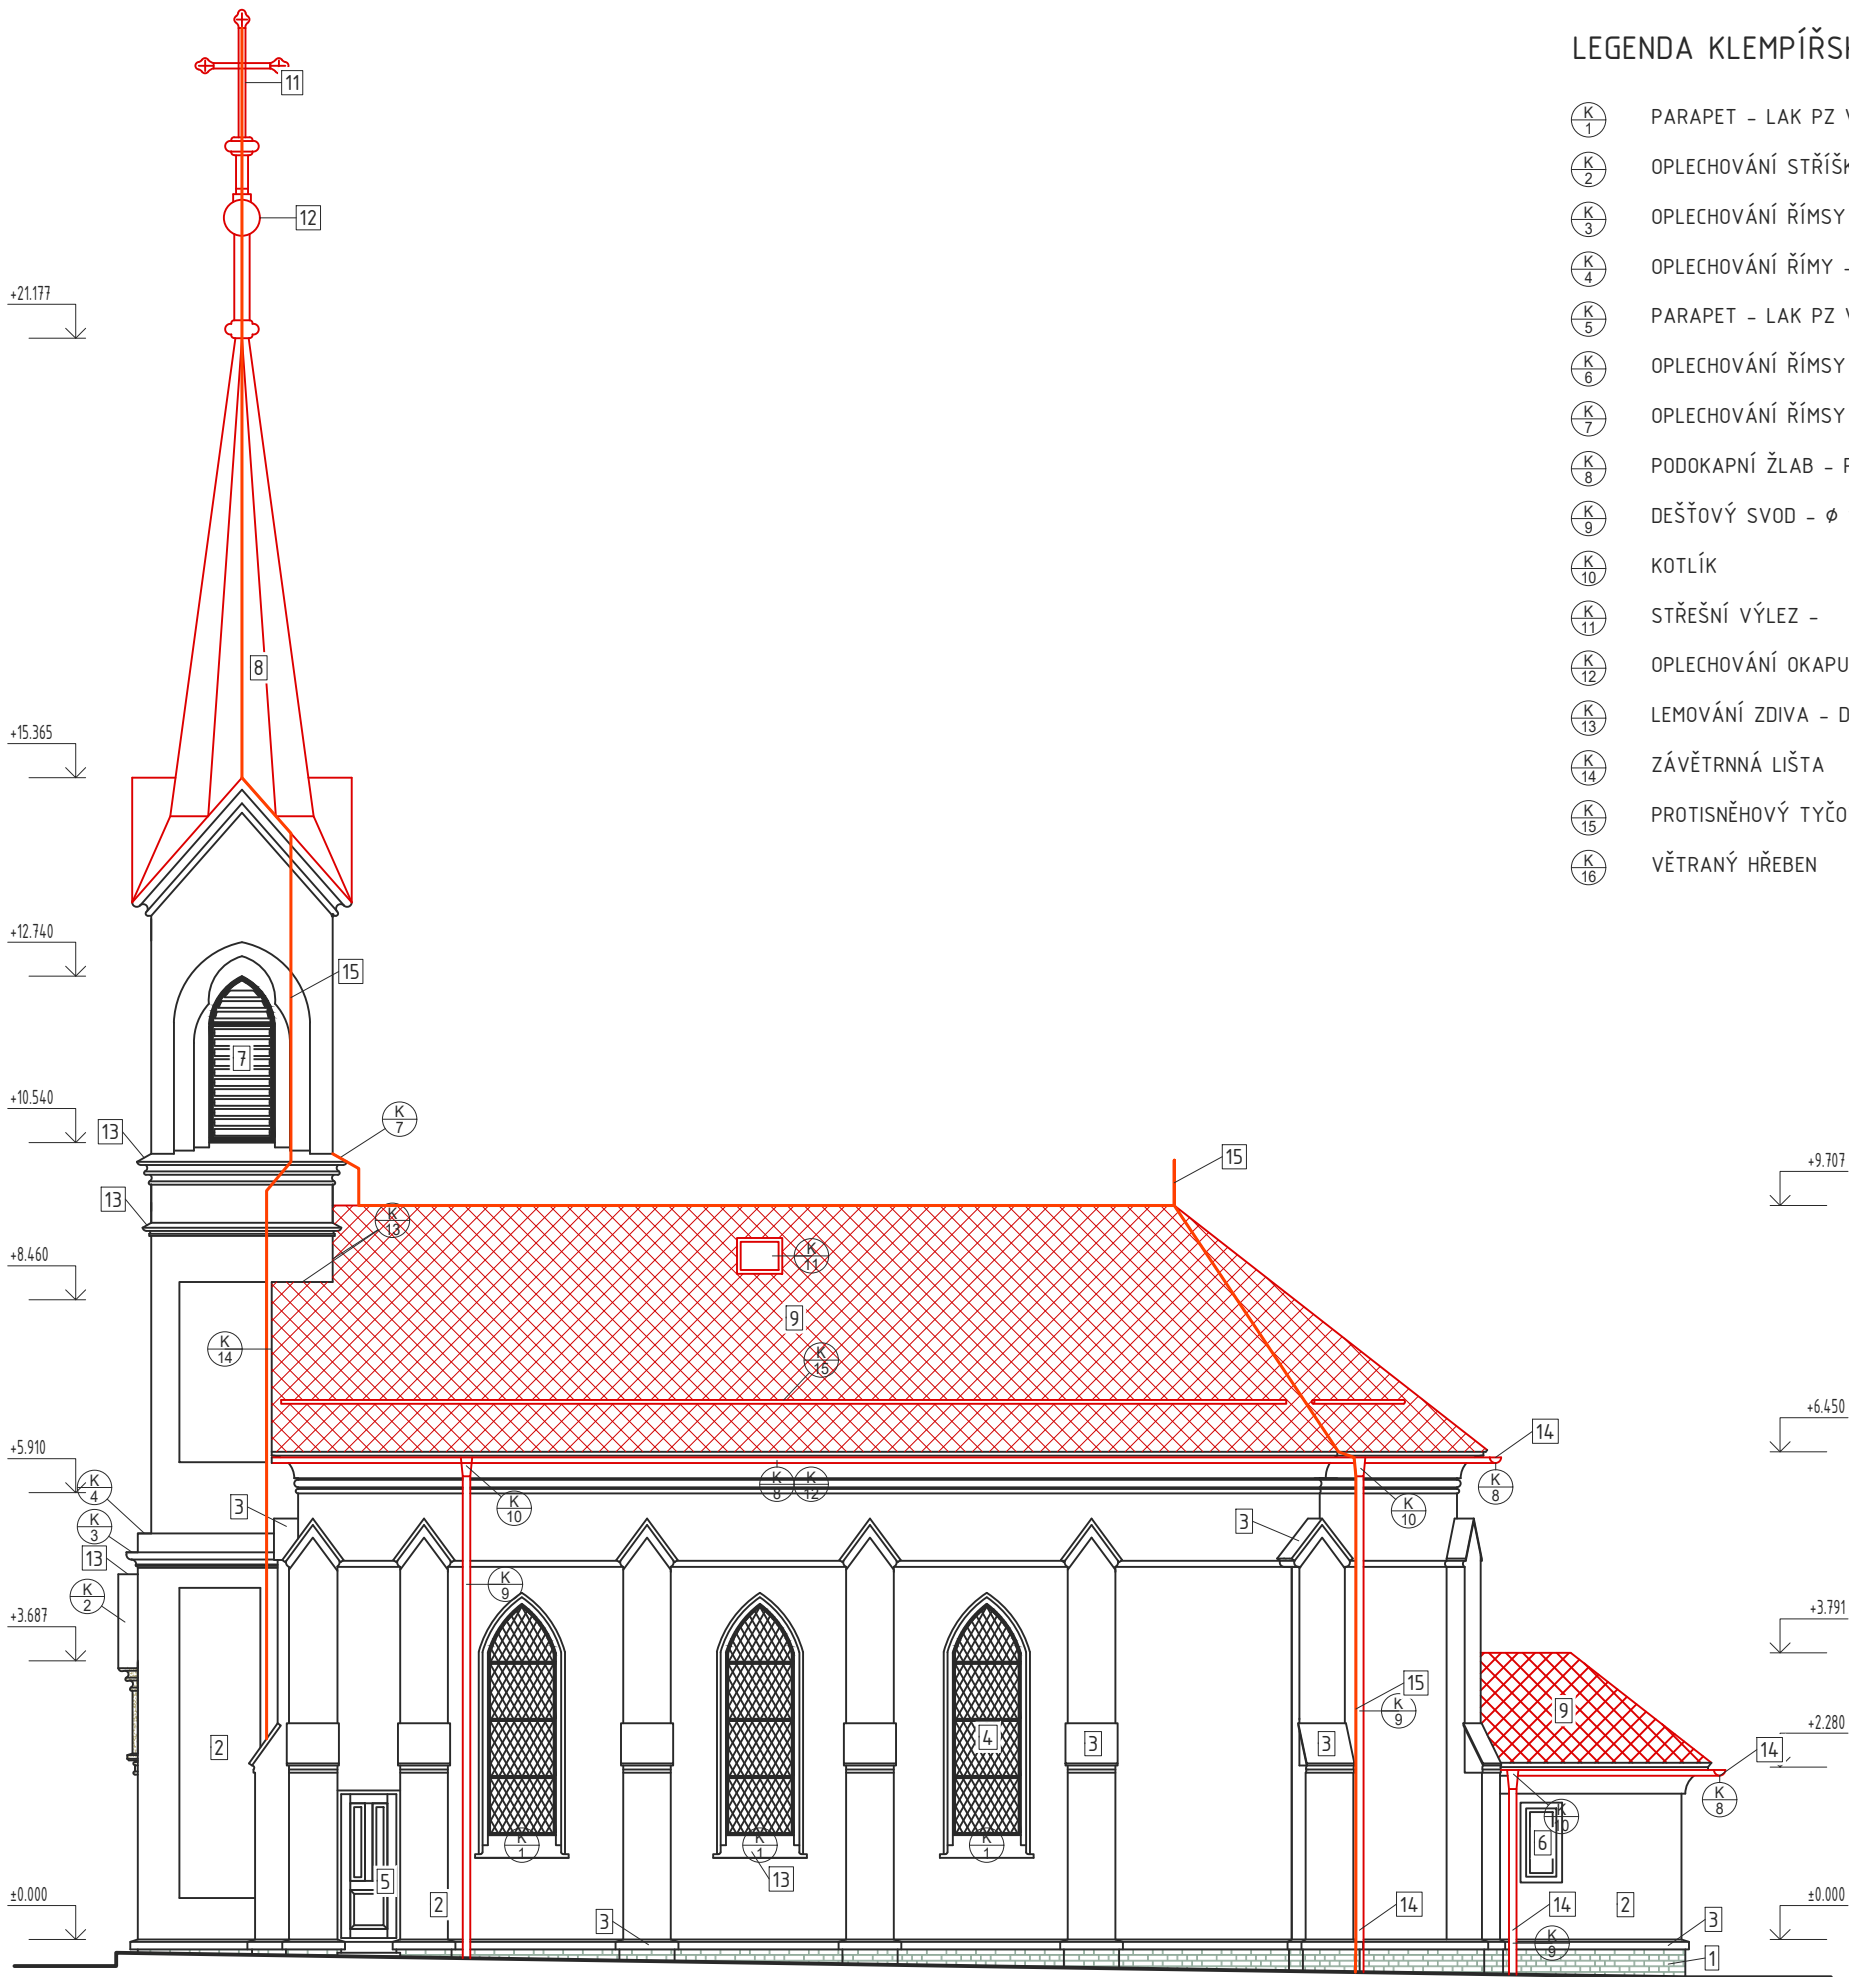 LEGENDA KLEMPÍŘSK
K 1 PARAPET - LAK PZ V
K 2 OPLECHOVÁNÍ STŘÍŠK
K 3 OPLECHOVÁNÍ ŘÍMSY
K 4 OPLECHOVÁNÍ ŘÍMY -
K 5 PARAPET - LAK PZ V
K 6 OPLECHOVÁNÍ ŘÍMSY
K 7 OPLECHOVÁNÍ ŘÍMSY
K 8 PODOKAPNÍ ŽLAB - P
K 9 DEŠŤOVÝ SVOD - Ø
K 10 KOTLÍK
K 11 STŘEŠNÍ VÝLEZ -
K 12 OPLECHOVÁNÍ OKAPU
K 13 LEMOVÁNÍ ZDIVA - D
K 14 ZÁVĚTRNNÁ LIŠTA
K 15 PROTISNĚHOVÝ TYČO
K 16 VĚTRANÝ HŘEBEN
11
12
+21.177
8
+15.365
+12.740
15
7
+10.540
K 7
13
15
+9.707
13
K 13
K 11
+8.460
9
K 14
K 15
+6.450
14
+5.910
K 4
K 8
K 12
K 8
3
K 10
K 10
K 3
3
13
K 2
K 9
+3.687
+3.791
15
K 9
9
2
4
3
3
+2.280
14
K 8
K 10
K 1
K 1
K 1
6
13
5
±0.000
2
14
14
2
±0.000
3
3
K 9
1